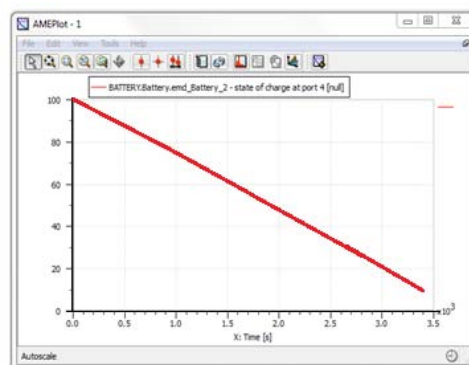 AMEPlot - 1
File Edit View Tools Help
BATTERY.Battery.emd_Battery_2 - state of charge at port 4 [null]
100
80
60
40
20
0
0.0 0.5 1.0 1.5 2.0 2.5 3.0 3.5
x10³
X: Time [s]
Autoscale